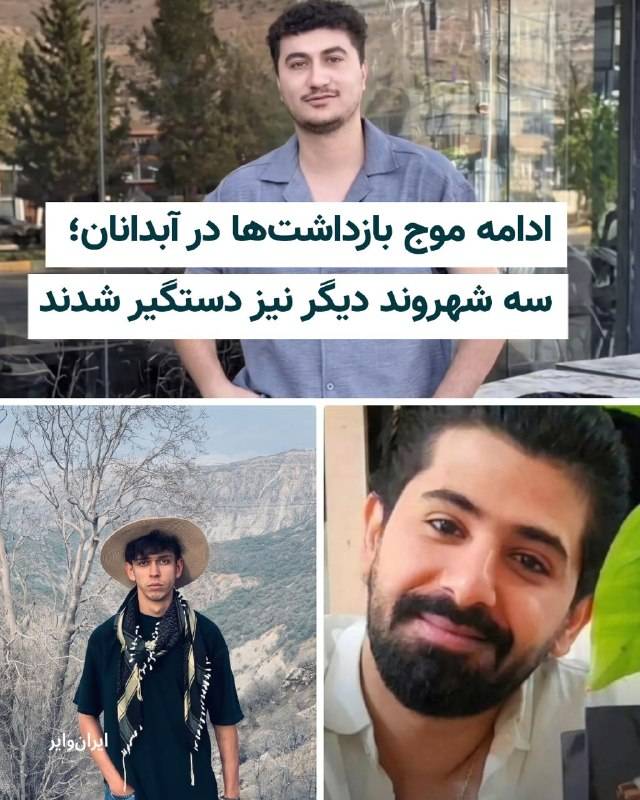 ادامه موج بازداشت‌ها در آبدانان؛
سه شهروند دیگر نیز دستگیر شدند
ایران‌وایر